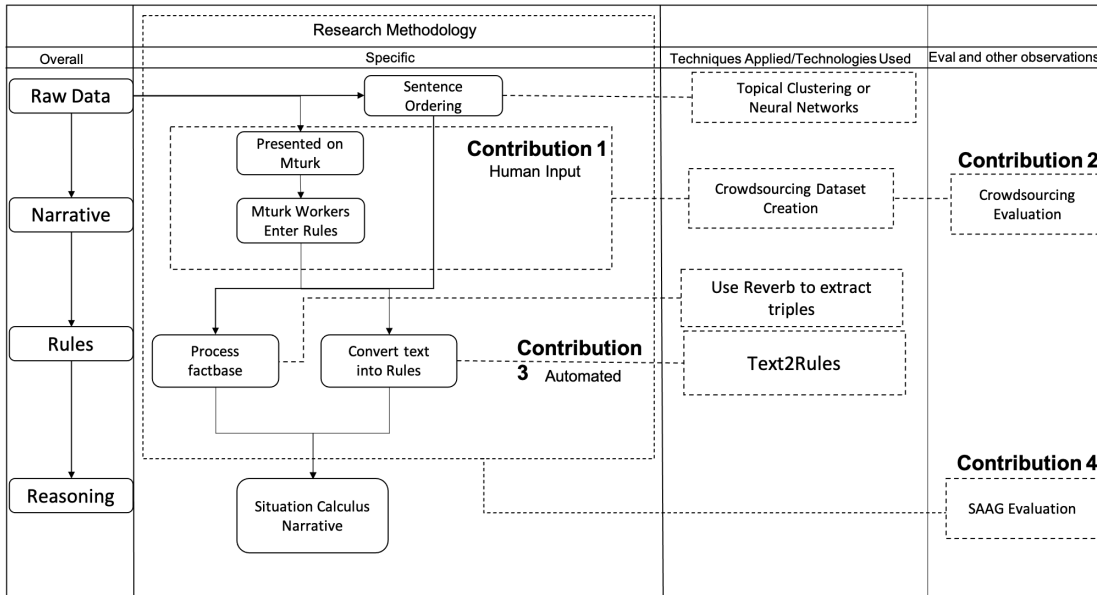 Research Methodology
Overall
Specific
Techniques Applied/Technologies Used
Eval and other observations
Raw Data
Sentence
Ordering
Topical Clustering or
Neural Networks
Presented on
Mturk
Contribution 1
Human Input
Contribution 2
Narrative
Mturk Workers
Enter Rules
Crowdsourcing Dataset
Creation
Crowdsourcing
Evaluation
Use Reverb to extract
triples
Rules
Process
factbase
Convert text
into Rules
Contribution
3 Automated
Text2Rules
Contribution 4
Reasoning
Situation Calculus
Narrative
SAAG Evaluation